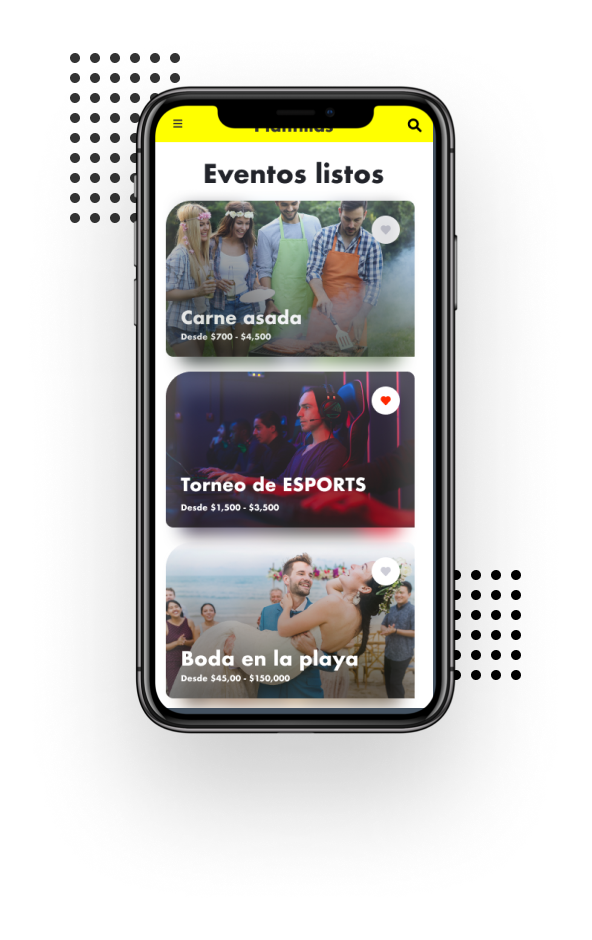 Plantillas
Eventos listos
Carne asada
Desde $700 - $4,500
Torneo de ESPORTS
Desde $1,500 - $3,500
Boda en la playa
Desde $45,00 - $150,000